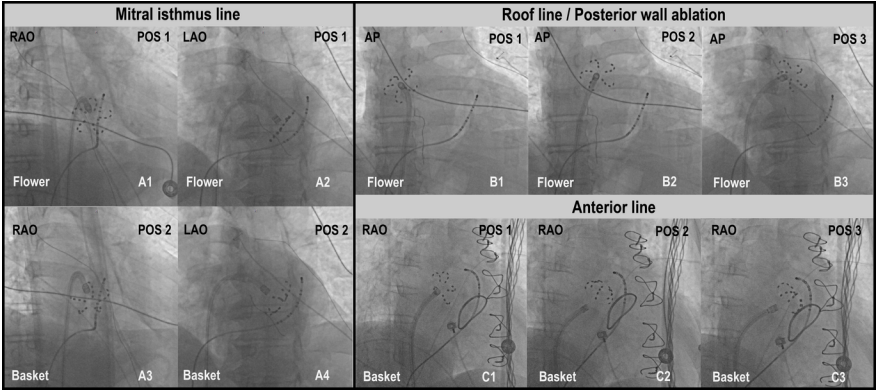 Mitral isthmus line
RAO POS 1
Flower A1
LAO POS 1
Flower A2
RAO POS 2
Basket A3
LAO POS 2
Basket A4
Roof line / Posterior wall ablation
AP POS 1
Flower B1
AP POS 2
Flower B2
AP POS 3
Flower B3
Anterior line
RAO POS 1
Basket C1
RAO POS 2
Basket C2
RAO POS 3
Basket C3